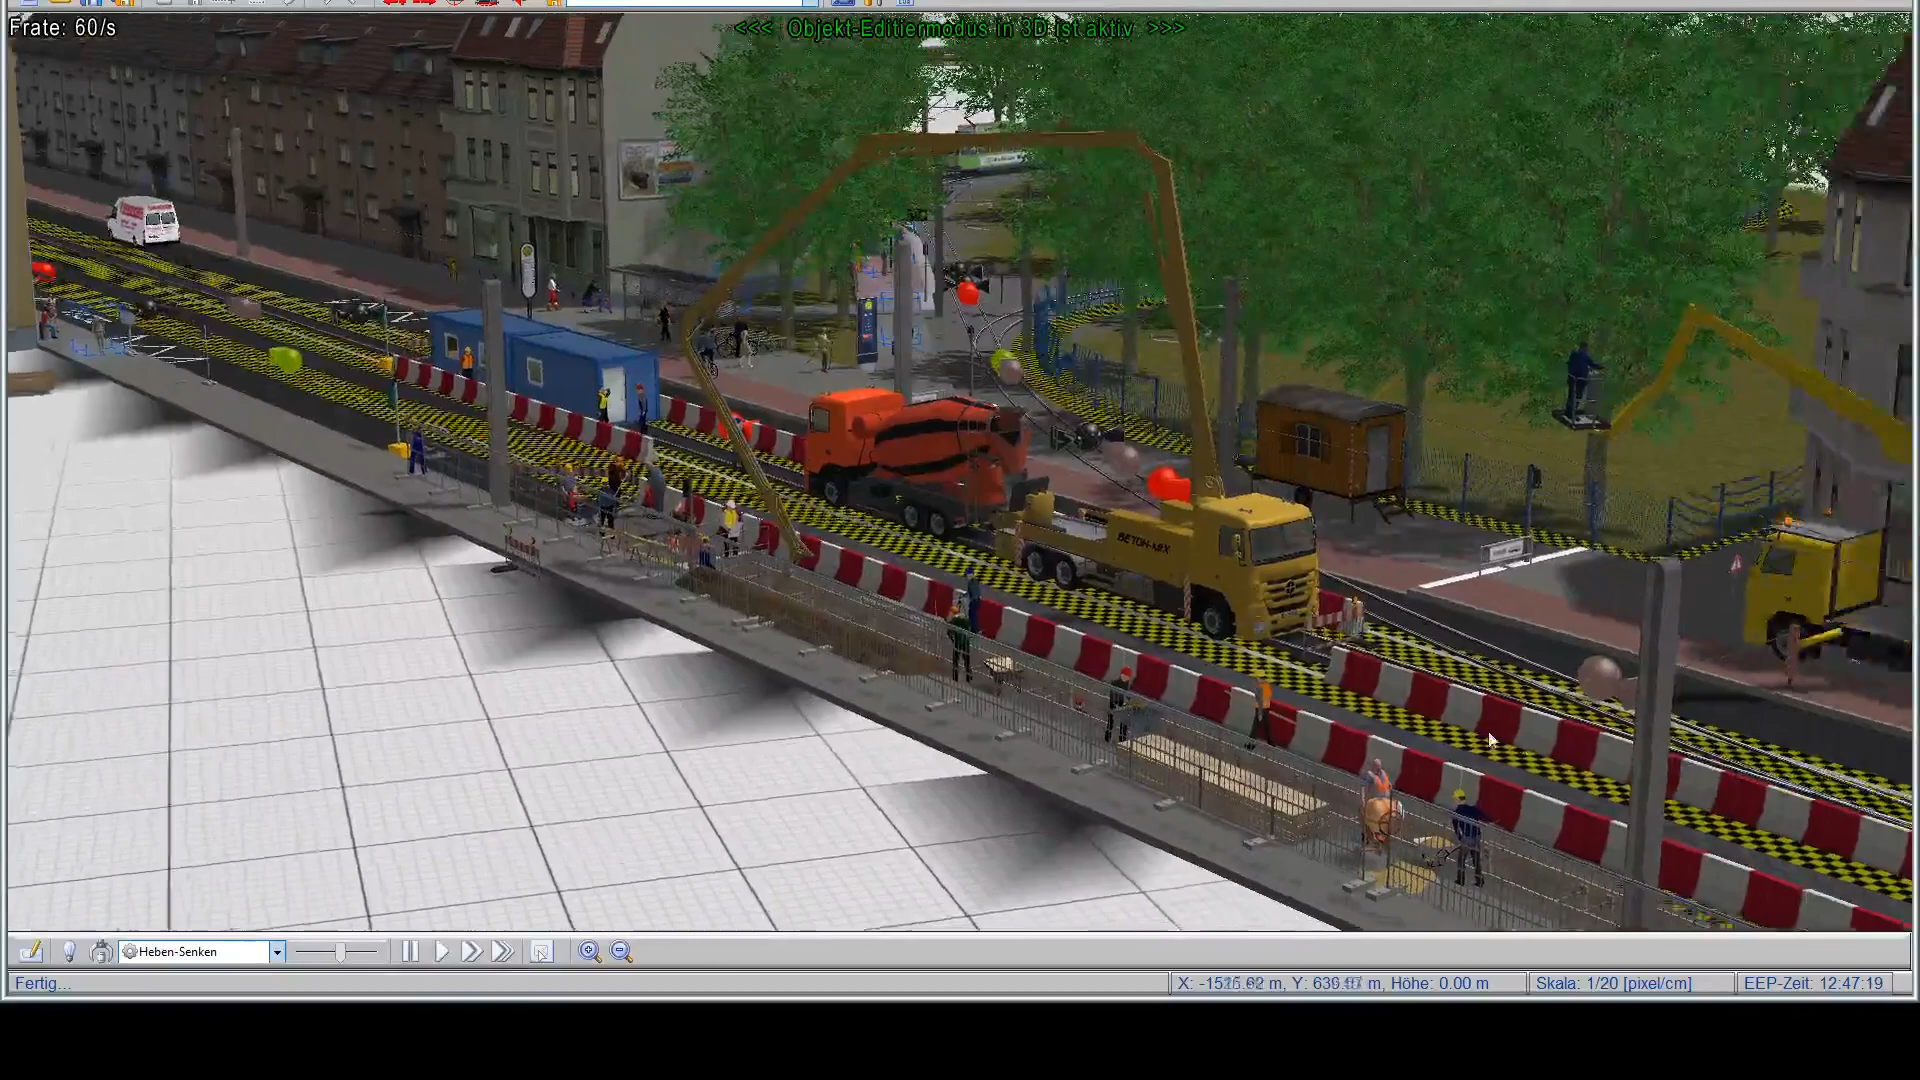 Frate: 60/s
<<< Objekt-Editiermodus in 3D ist aktiv >>>
BETON-MIX
Heben-Senken
Fertig...
Höhe: 0.00 m
Skala: 1/20 [pixel/cm]
EEP-Zeit: 12:47:19